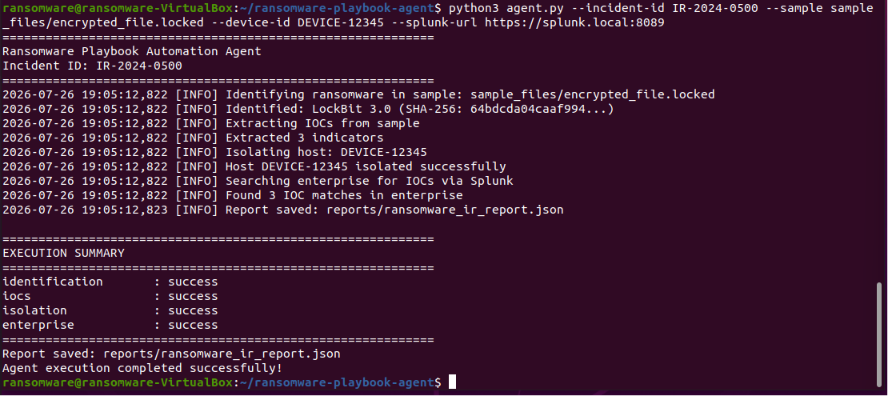 ransomware@ransomware-VirtualBox:~/ransomware-playbook-agent$ python3 agent.py --incident-id IR-2024-0500 --sample sample
_files/encrypted_file.locked --device-id DEVICE-12345 --splunk-url https://splunk.local:8089
============================================================
Ransomware Playbook Automation Agent
Incident ID: IR-2024-0500
============================================================
2026-07-26 19:05:12,822 [INFO] Identifying ransomware in sample: sample_files/encrypted_file.locked
2026-07-26 19:05:12,822 [INFO] Identified: LockBit 3.0 (SHA-256: 64bdcda04caaf994...)
2026-07-26 19:05:12,822 [INFO] Extracting IOCs from sample
2026-07-26 19:05:12,822 [INFO] Extracted 3 indicators
2026-07-26 19:05:12,822 [INFO] Isolating host: DEVICE-12345
2026-07-26 19:05:12,822 [INFO] Host DEVICE-12345 isolated successfully
2026-07-26 19:05:12,822 [INFO] Searching enterprise for IOCs via Splunk
2026-07-26 19:05:12,822 [INFO] Found 3 IOC matches in enterprise
2026-07-26 19:05:12,823 [INFO] Report saved: reports/ransomware_ir_report.json
============================================================
EXECUTION SUMMARY
============================================================
identification       : success
iocs                 : success
isolation            : success
enterprise           : success
============================================================
Report saved: reports/ransomware_ir_report.json
Agent execution completed successfully!
ransomware@ransomware-VirtualBox:~/ransomware-playbook-agent$